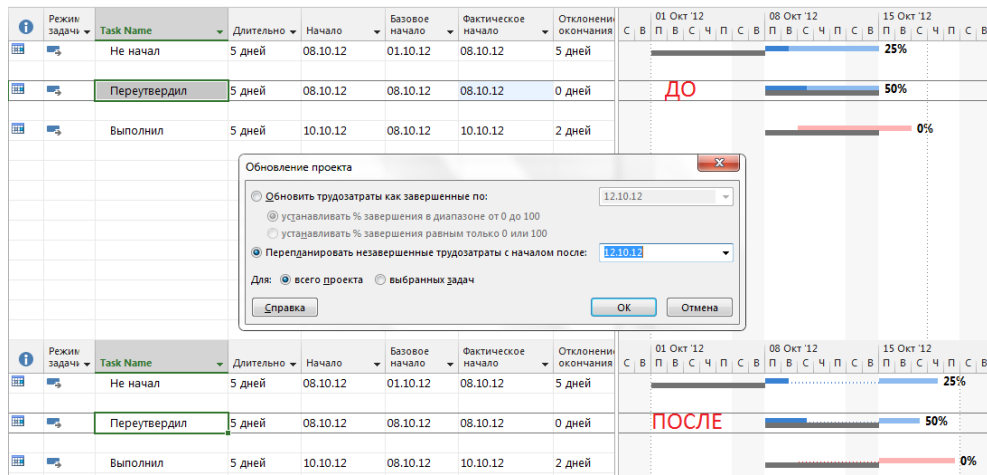 Режим задачи Task Name Длительно Начало Базовое начало Фактическое начало Отклонени окончания 01 Окт '12 08 Окт '12 15 Окт '12
С В П В С Ч П С В П В С Ч П С В П В С Ч П С В
Не начал 5 дней 08.10.12 01.10.12 08.10.12 5 дней 25%
Переутвердил 5 дней 08.10.12 08.10.12 08.10.12 0 дней ДО 50%
Выполнил 5 дней 10.10.12 08.10.12 10.10.12 2 дней 0%
Обновление проекта
Обновить трудозатраты как завершенные по: 12.10.12
устанавливать % завершения в диапазоне от 0 до 100
устанавливать % завершения равным только 0 или 100
Перепланировать незавершенные трудозатраты с началом после: 12.10.12
Для: всего проекта выбранных задач
Справка ОК Отмена
Режим задачи Task Name Длительно Начало Базовое начало Фактическое начало Отклонени окончания 01 Окт '12 08 Окт '12 15 Окт '12
С В П В С Ч П С В П В С Ч П С В П В С Ч П С В
Не начал 5 дней 08.10.12 01.10.12 08.10.12 5 дней 25%
Переутвердил 5 дней 08.10.12 08.10.12 08.10.12 0 дней ПОСЛЕ 50%
Выполнил 5 дней 10.10.12 08.10.12 10.10.12 2 дней 0%